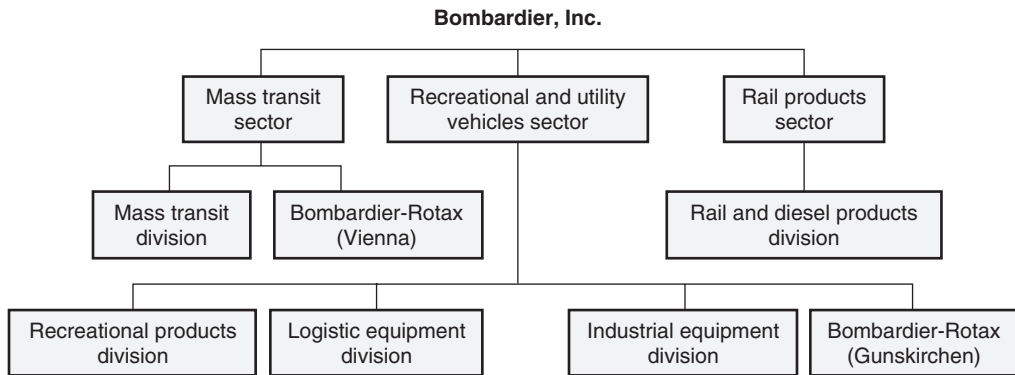 Bombardier, Inc.
Mass transit
sector
Recreational and utility
vehicles sector
Rail products
sector
Mass transit
division
Bombardier-Rotax
(Vienna)
Rail and diesel products
division
Recreational products
division
Logistic equipment
division
Industrial equipment
division
Bombardier-Rotax
(Gunskirchen)